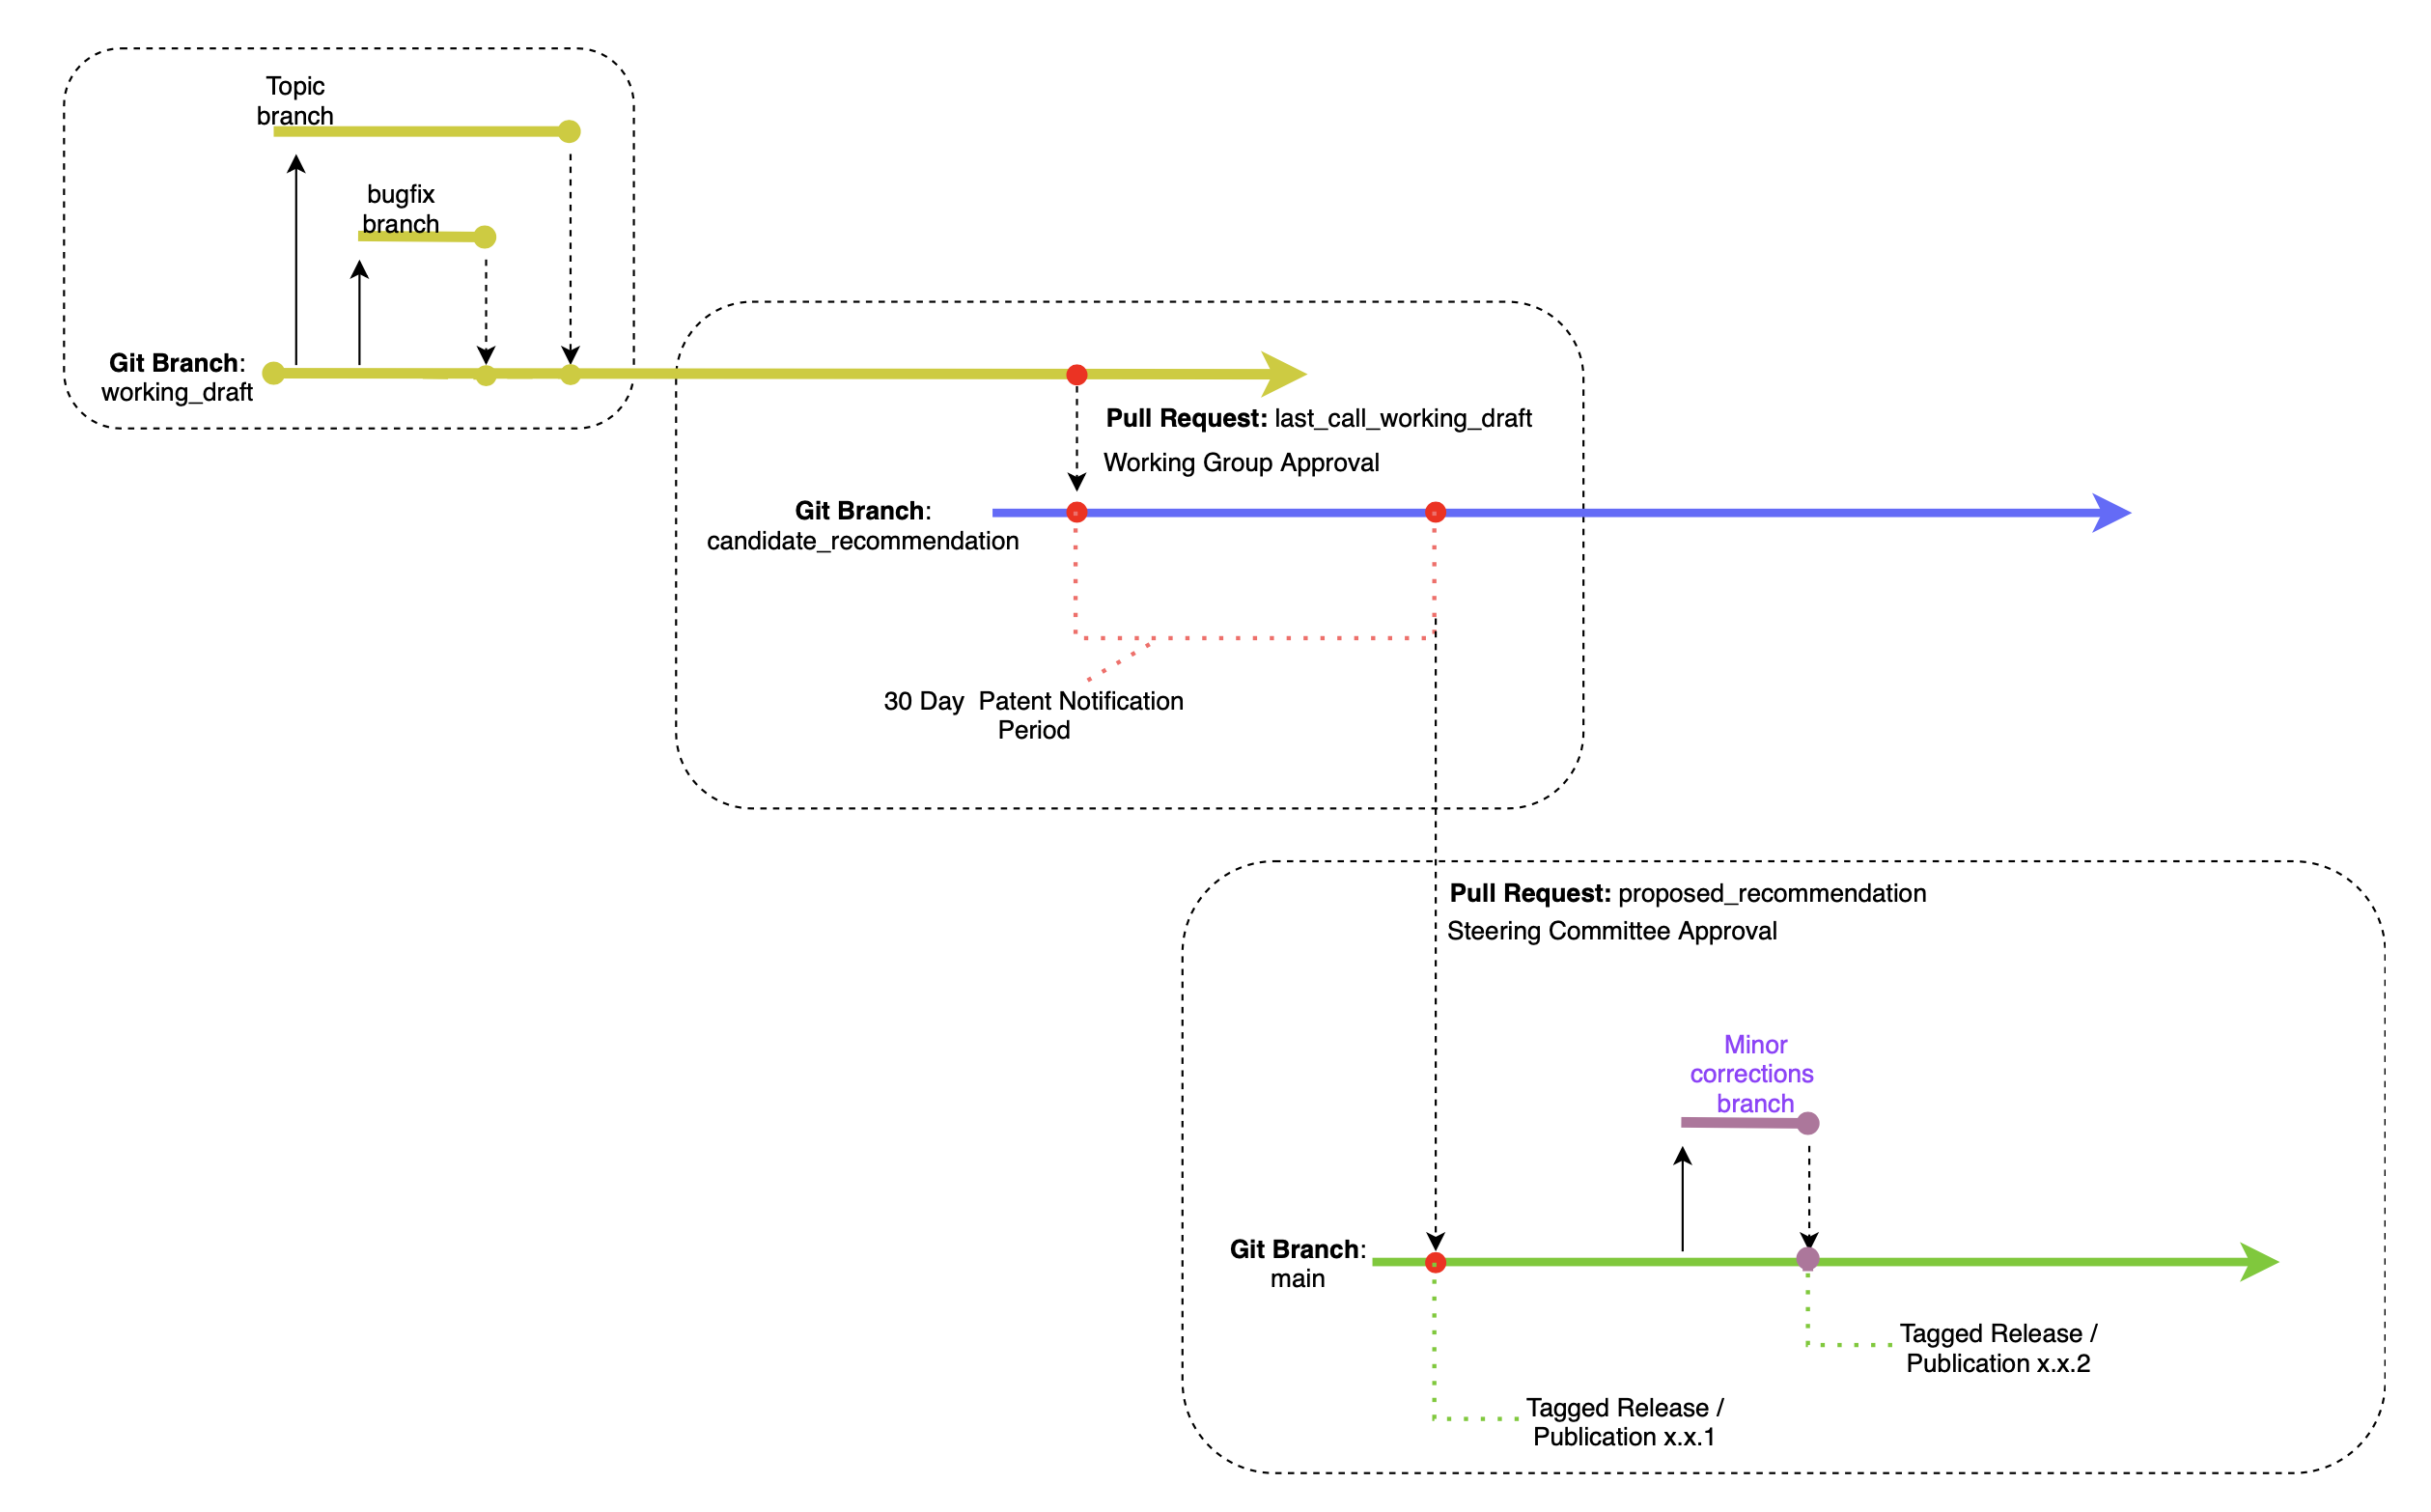 Topic
branch
bugfix
branch
Git Branch:
working_draft
Pull Request: last_call_working_draft
Working Group Approval
Git Branch:
candidate_recommendation
30 Day  Patent Notification
Period
Pull Request: proposed_recommendation
Steering Committee Approval
Minor
corrections
branch
Git Branch:
main
Tagged Release /
Publication x.x.2
Tagged Release /
Publication x.x.1